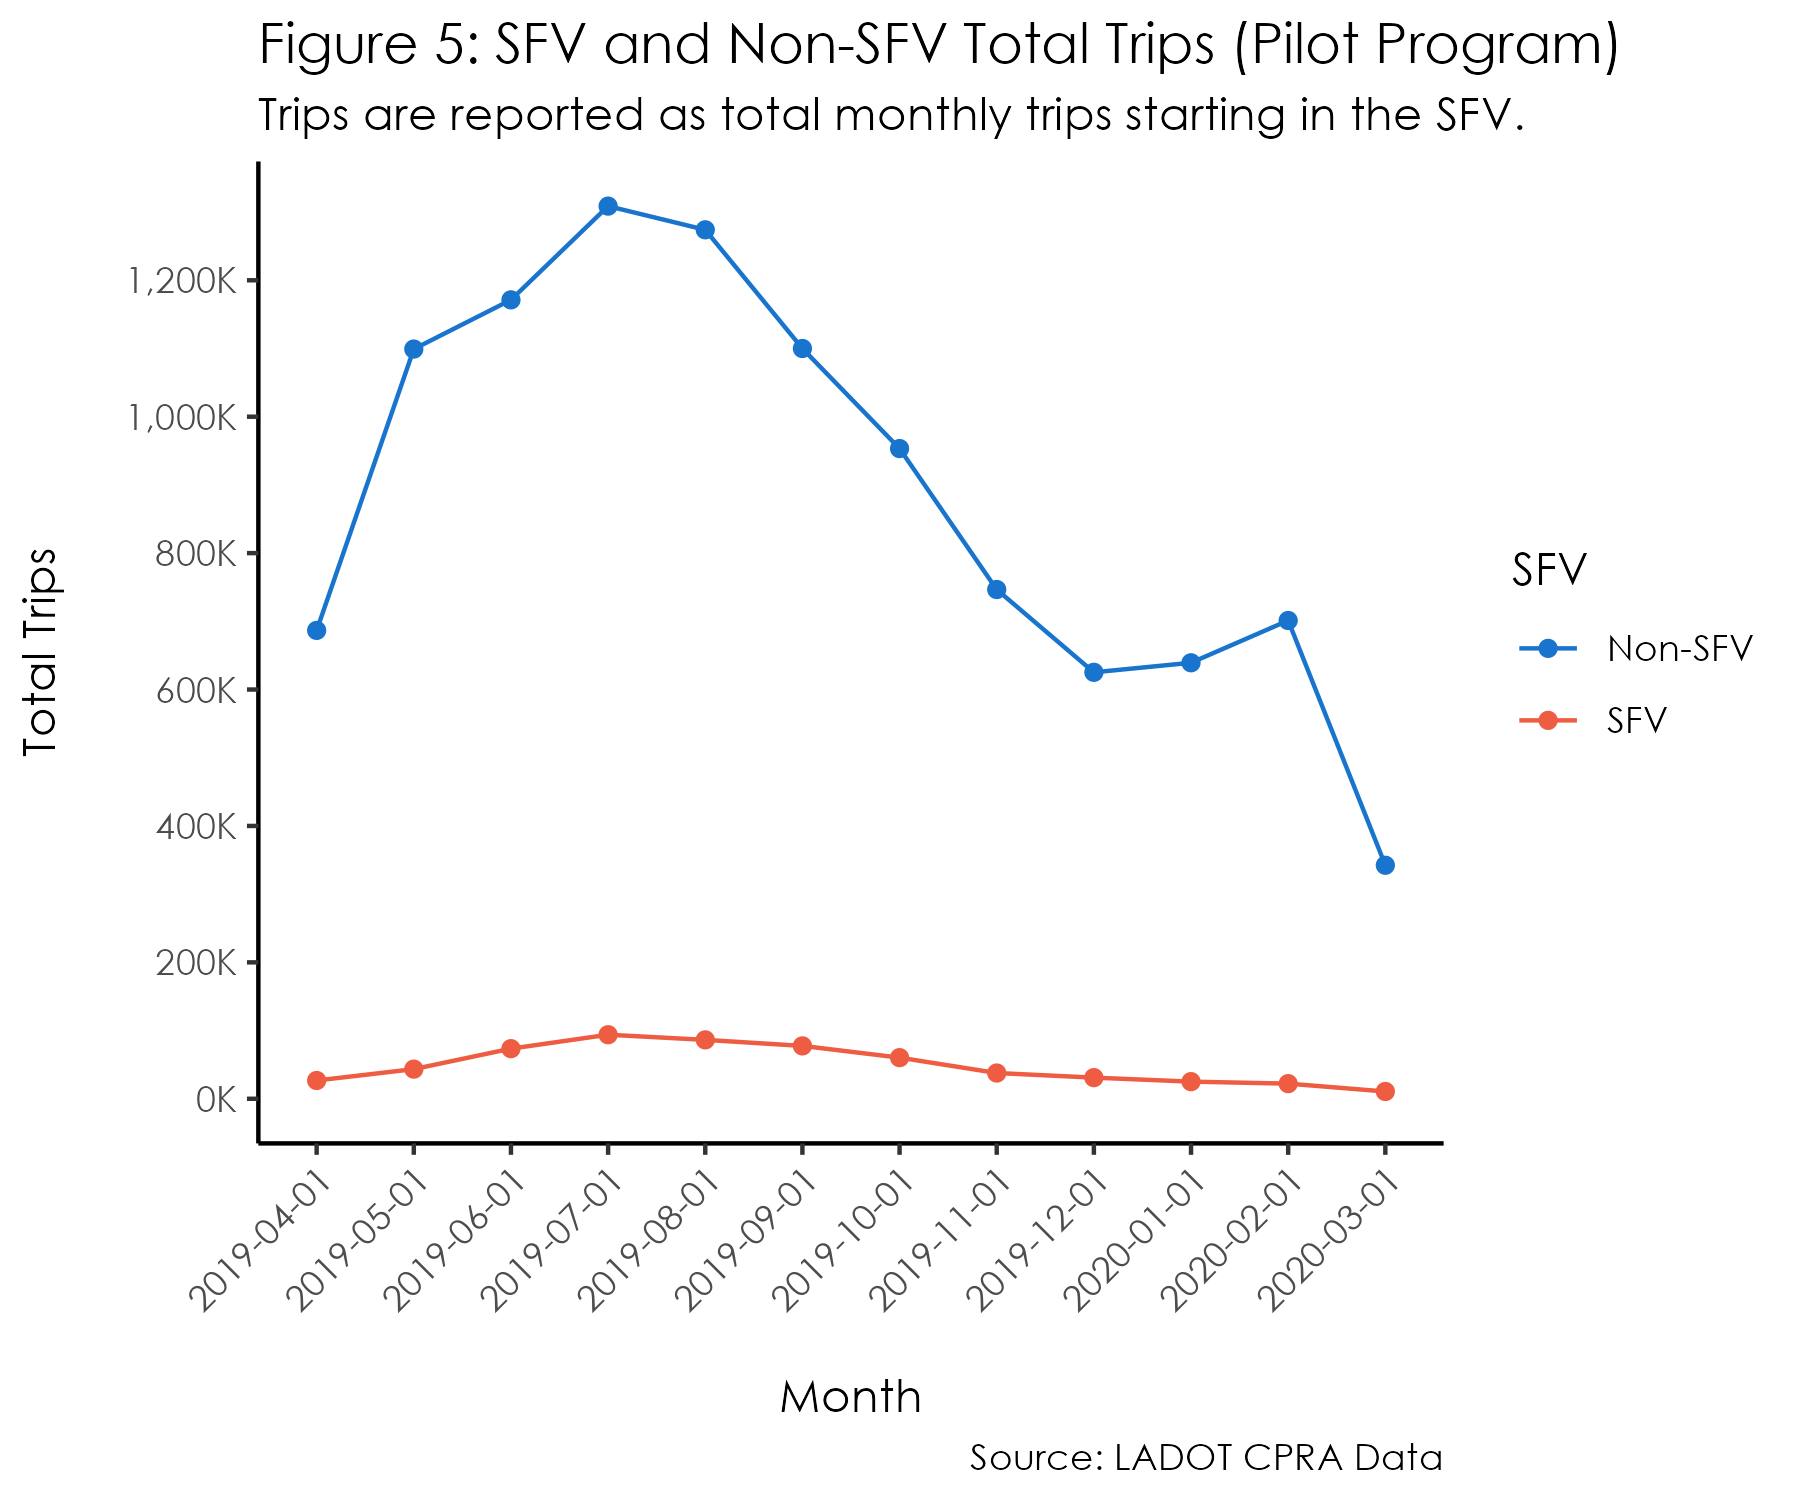 Figure 5: SFV and Non-SFV Total Trips (Pilot Program)
Trips are reported as total monthly trips starting in the SFV.
Total Trips
1,200K
1,000K
800K
600K
400K
200K
0K
2019-04-01
2019-05-01
2019-06-01
2019-07-01
2019-08-01
2019-09-01
2019-10-01
2019-11-01
2019-12-01
2020-01-01
2020-02-01
2020-03-01
Month
SFV
Non-SFV
SFV
Source: LADOT CPRA Data